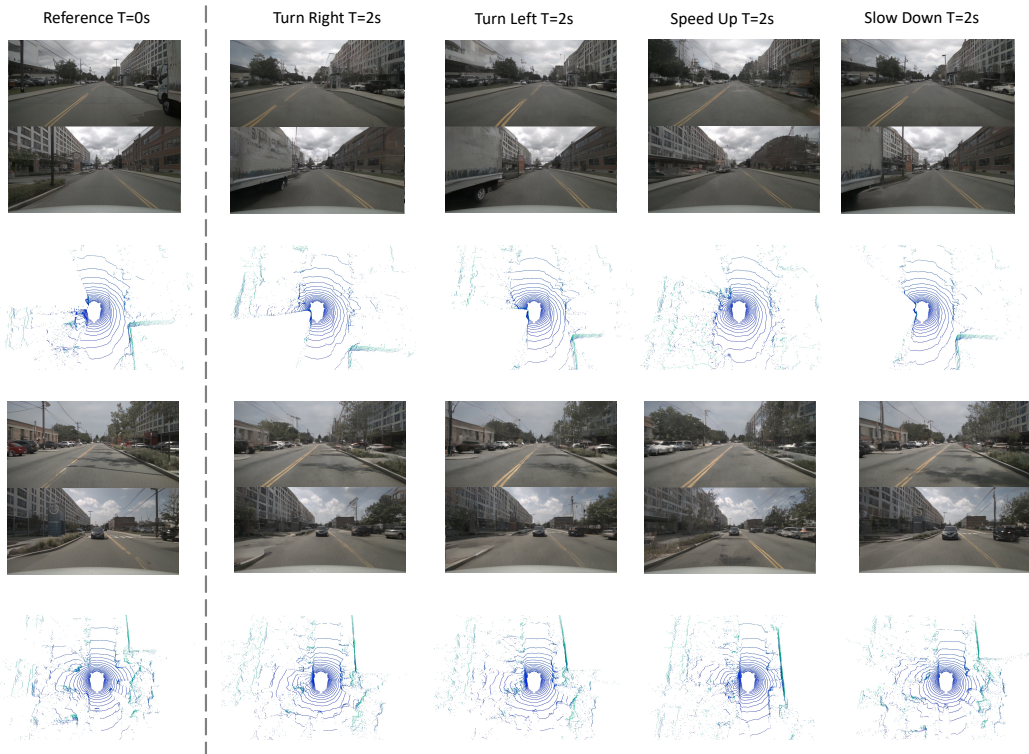 Reference T=0s
Turn Right T=2s
Turn Left T=2s
Speed Up T=2s
Slow Down T=2s